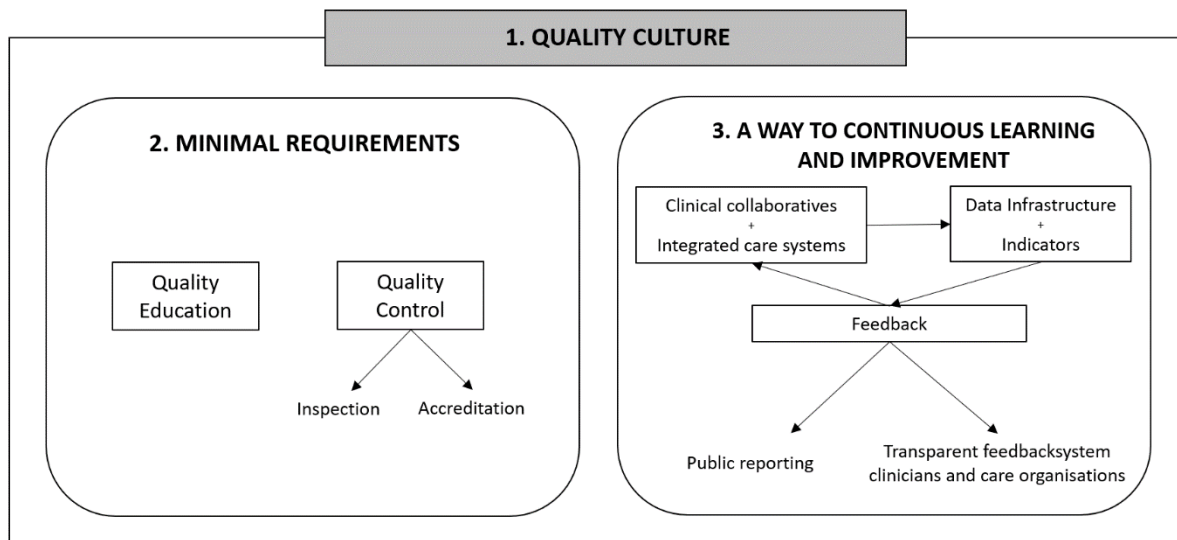 1. QUALITY CULTURE
2. MINIMAL REQUIREMENTS
Quality
Education
Quality
Control
Inspection
Accreditation
3. A WAY TO CONTINUOUS LEARNING
AND IMPROVEMENT
Clinical collaboratives
+
Integrated care systems
Data Infrastructure
+
Indicators
Feedback
Public reporting
Transparent feedbacksystem
clinicians and care organisations